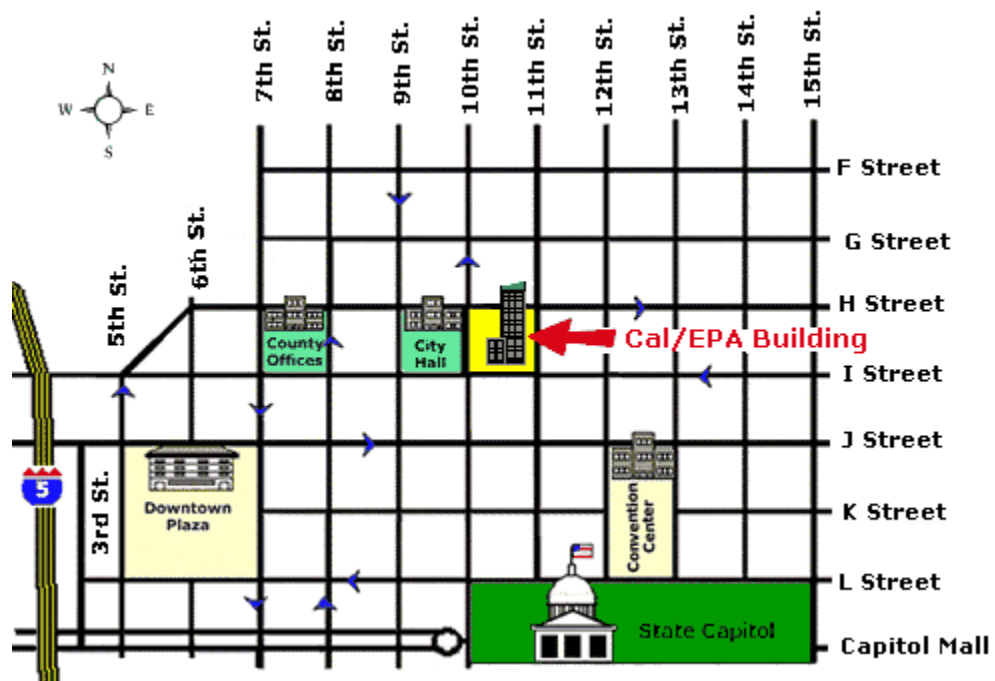 N
W
E
S
3rd St.
5th St.
6th St.
7th St.
8th St.
9th St.
10th St.
11th St.
12th St.
13th St.
14th St.
15th St.
F Street
G Street
H Street
County
Offices
City
Hall
Cal/EPA Building
I Street
J Street
5
Downtown
Plaza
Convention
Center
K Street
L Street
State Capitol
Capitol Mall